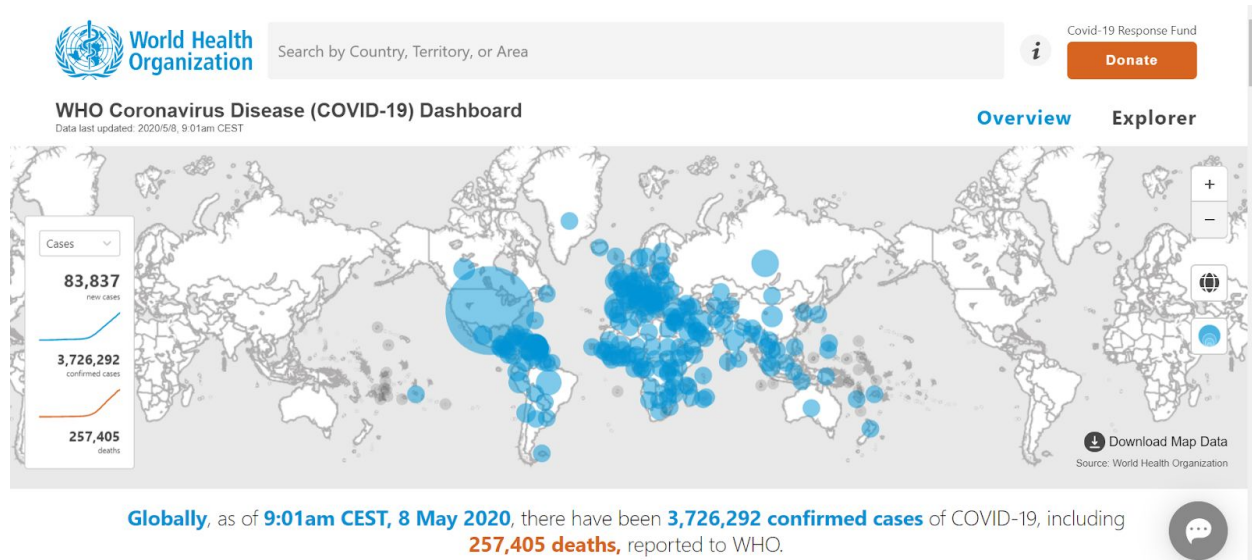 World Health
Organization
Search by Country, Territory, or Area
i
Covid-19 Response Fund
Donate
WHO Coronavirus Disease (COVID-19) Dashboard
Data last updated: 2020/5/8, 9:01am CEST
Overview
Explorer
+
−
Cases
83,837
new cases
3,726,292
confirmed cases
257,405
deaths
Download Map Data
Source: World Health Organization
Globally, as of 9:01am CEST, 8 May 2020, there have been 3,726,292 confirmed cases of COVID-19, including
257,405 deaths, reported to WHO.